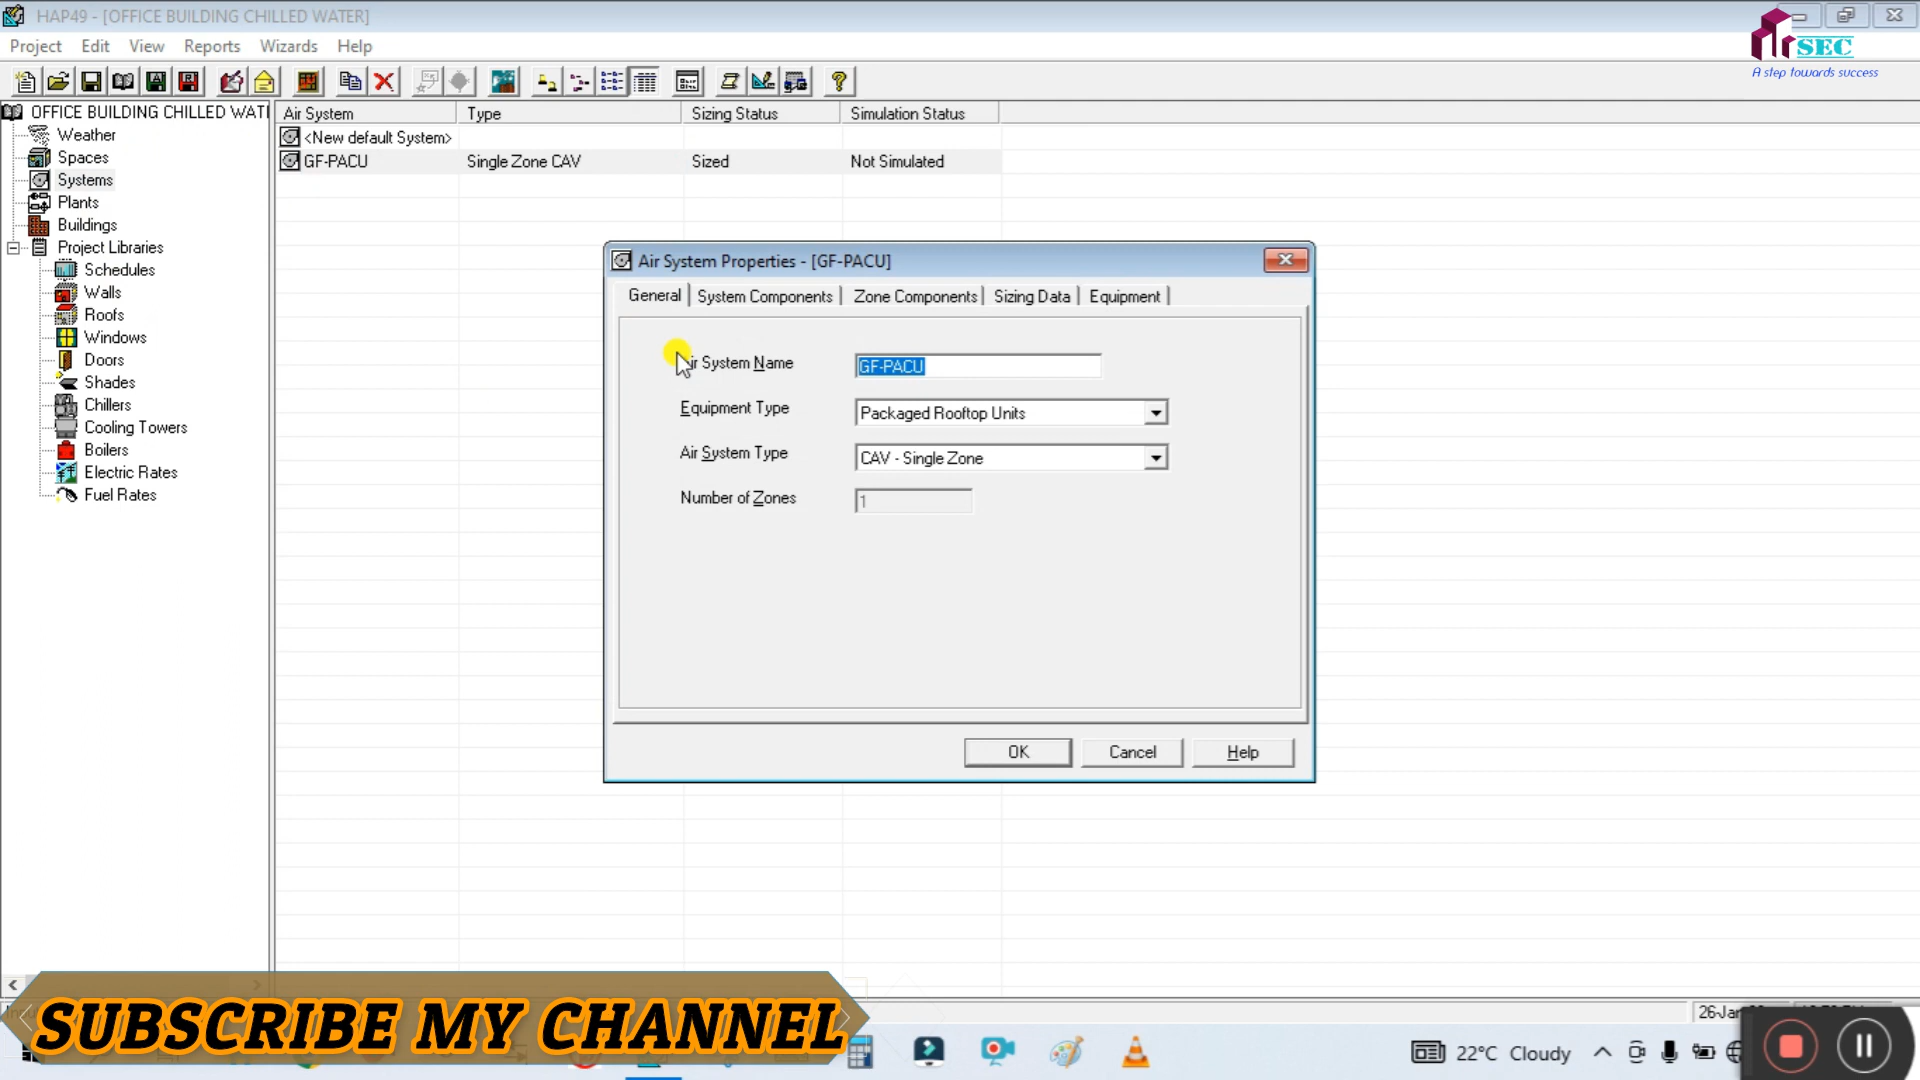 HAP49 - [OFFICE BUILDING CHILLED WATER]
SEC
A step towards success
Project Edit View Reports Wizards Help
OFFICE BUILDING CHILLED WATI
Weather
Spaces
Systems
Plants
Buildings
Project Libraries
Schedules
Walls
Roofs
Windows
Doors
Shades
Chillers
Cooling Towers
Boilers
Electric Rates
Fuel Rates
Air System Type Sizing Status Simulation Status
<New default System>
GF-PACU Single Zone CAV Sized Not Simulated
Air System Properties - [GF-PACU]
General System Components Zone Components Sizing Data Equipment
ir System Name GF-PACU
Equipment Type Packaged Rooftop Units
Air System Type CAV - Single Zone
Number of Zones 1
OK Cancel Help
SUBSCRIBE MY CHANNEL
26-Jan
22°C Cloudy